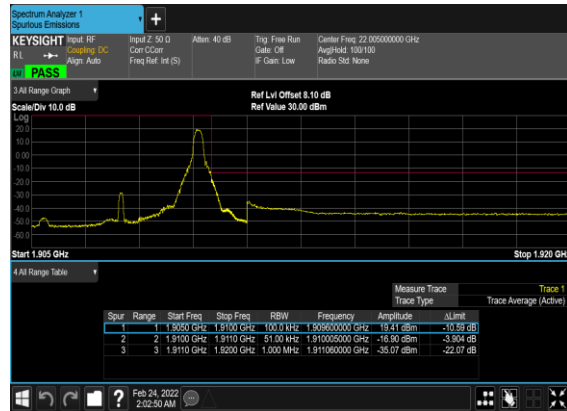 Spectrum Analyzer 1
Spurious Emissions
+
KEYSIGHT Input: RF Input Z: 50 Ω Atten: 40 dB Trig: Free Run Center Freq: 22.005000000 GHz
RL Coupling: DC Corr CCorr Gate: Off Avg|Hold: 100/100
Align: Auto Freq Ref: Int (S) IF Gain: Low Radio Std: None
PASS
3 All Range Graph
Ref Lvl Offset 8.10 dB
Scale/Div 10.0 dB Ref Value 30.00 dBm
Log
20.0
10.0
0.00
-10.0
-20.0
-30.0
-40.0
-50.0
-60.0
Start 1.905 GHz Stop 1.920 GHz
4 All Range Table
Measure Trace Trace 1
Trace Type Trace Average (Active)
Spur Range Start Freq Stop Freq RBW Frequency Amplitude ΔLimit
1 1 1.9050 GHz 1.9100 GHz 100.0 kHz 1.909600000 GHz 19.41 dBm -10.59 dB
2 2 1.9100 GHz 1.9110 GHz 51.00 kHz 1.910005000 GHz -16.90 dBm -3.904 dB
3 3 1.9110 GHz 1.9200 GHz 1.000 MHz 1.911060000 GHz -35.07 dBm -22.07 dB
? Feb 24, 2022
2:02:50 AM